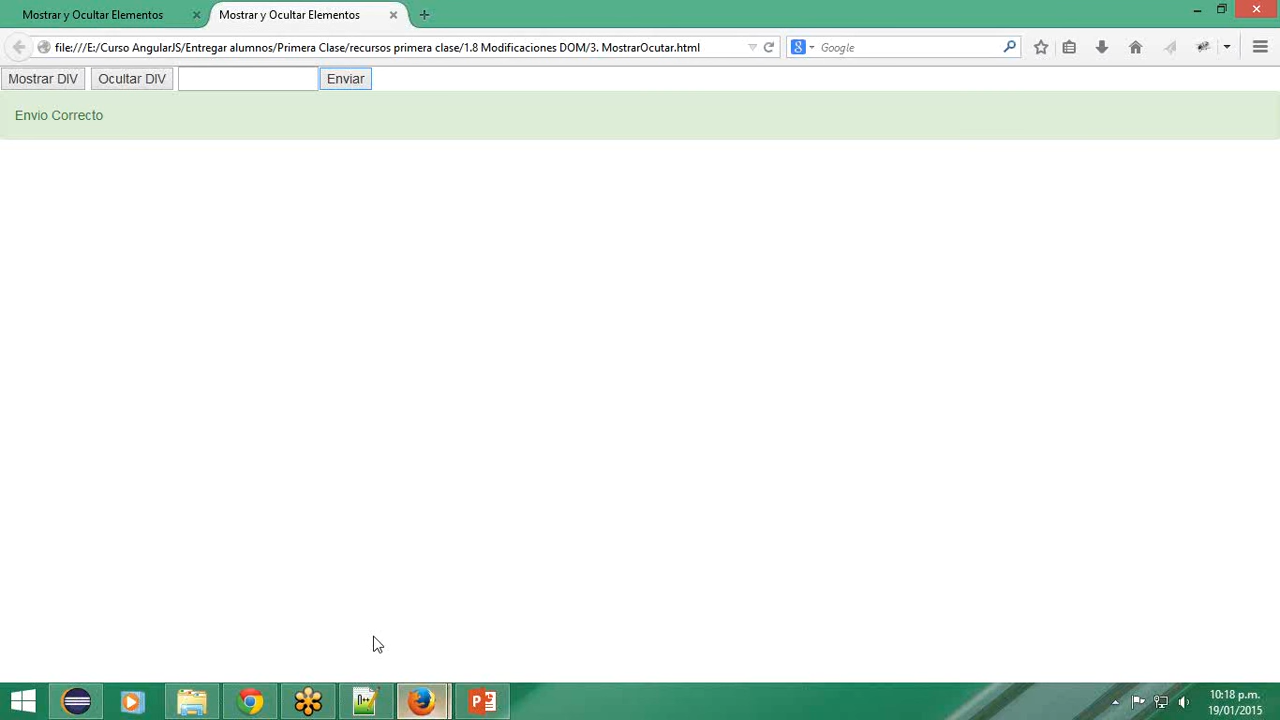 Mostrar y Ocultar Elementos
Mostrar y Ocultar Elementos
file:///E:/Curso AngularJS/Entregar alumnos/Primera Clase/recursos primera clase/1.8 Modificaciones DOM/3. MostrarOcutar.html
8 Google
Mostrar DIV Ocultar DIV Enviar
Envio Correcto
10:18 p.m.
19/01/2015